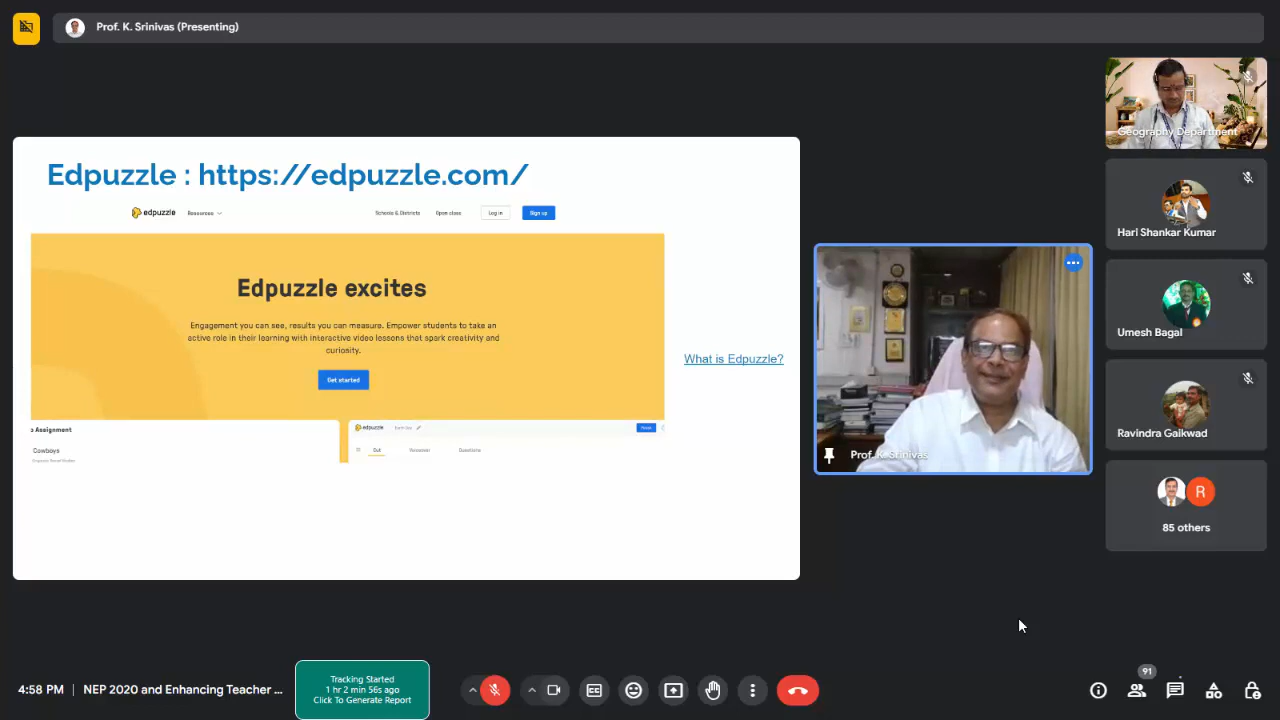 Prof. K. Srinivas (Presenting)
Edpuzzle : https://edpuzzle.com/
edpuzzle
Resources
Schools & Districts
Open class
Log in
Sign up
Edpuzzle excites
Engagement you can see, results you can measure. Empower students to take an
active role in their learning with interactive video lessons that spark creativity and
curiosity.
Get started
Assignment
Cowboys
edpuzzle
Cut
Voiceover
Questions
What is Edpuzzle?
Prof. K. Srinivas
Geography Department
Hari Shankar Kumar
Umesh Bagal
Ravindra Gaikwad
R
85 others
4:58 PM
NEP 2020 and Enhancing Teacher ...
Tracking Started
1 hr 2 min 56s ago
Click To Generate Report
91